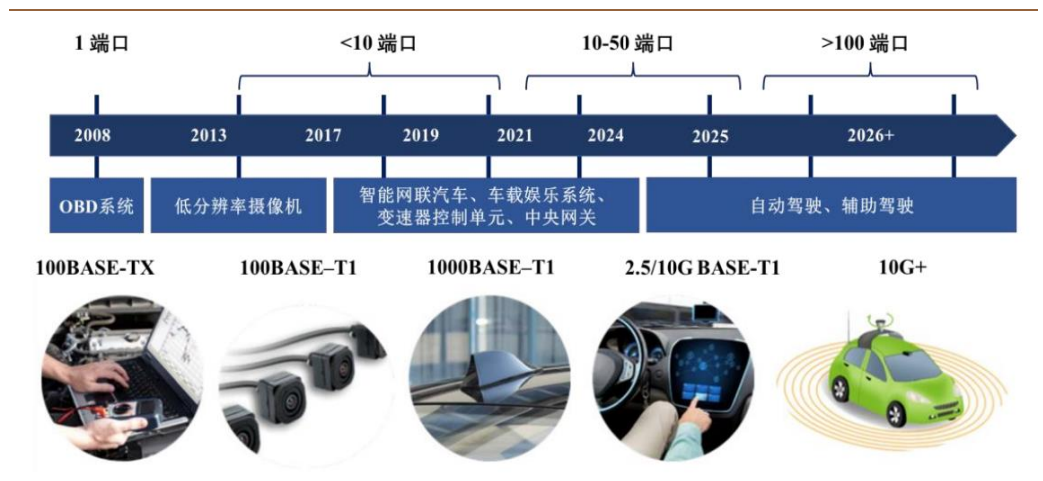 1 端口
<10 端口
10-50 端口
>100 端口
2008
2013
2017
2019
2021
2024
2025
2026+
OBD系统
低分辨率摄像机
智能网联汽车、车载娱乐系统、
变速器控制单元、中央网关
自动驾驶、辅助驾驶
100BASE-TX
100BASE–T1
1000BASE–T1
2.5/10G BASE-T1
10G+